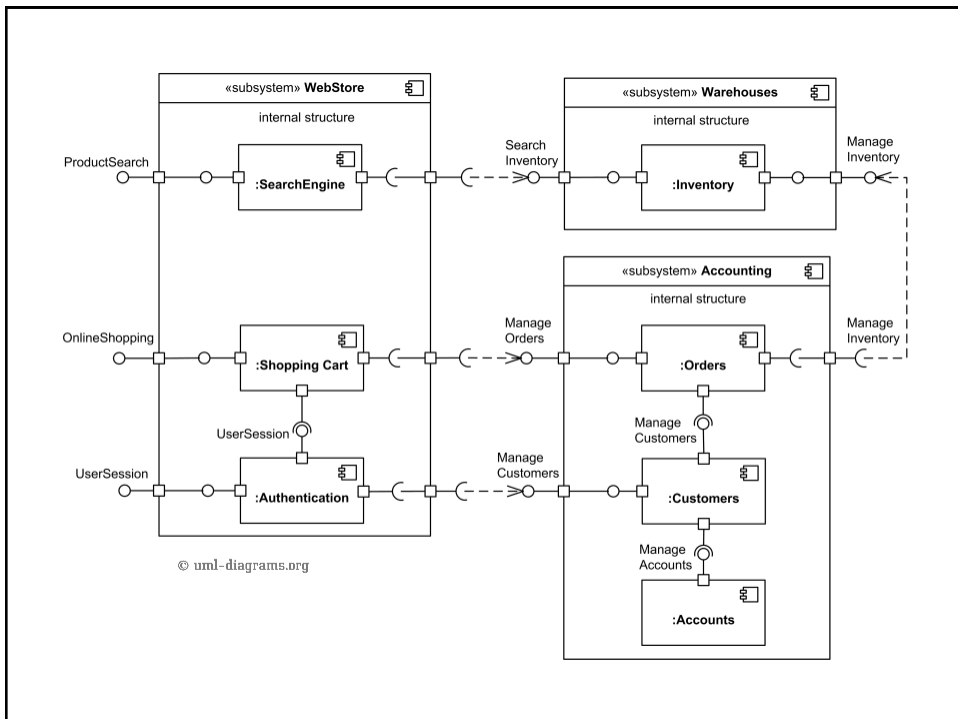 «subsystem» WebStore
internal structure
ProductSearch
:SearchEngine
Search
Inventory
«subsystem» Warehouses
internal structure
:Inventory
Manage
Inventory
«subsystem» Accounting
internal structure
OnlineShopping
:Shopping Cart
Manage
Orders
:Orders
Manage
Inventory
UserSession
Manage
Customers
UserSession
:Authentication
Manage
Customers
:Customers
Manage
Accounts
:Accounts
© uml-diagrams.org